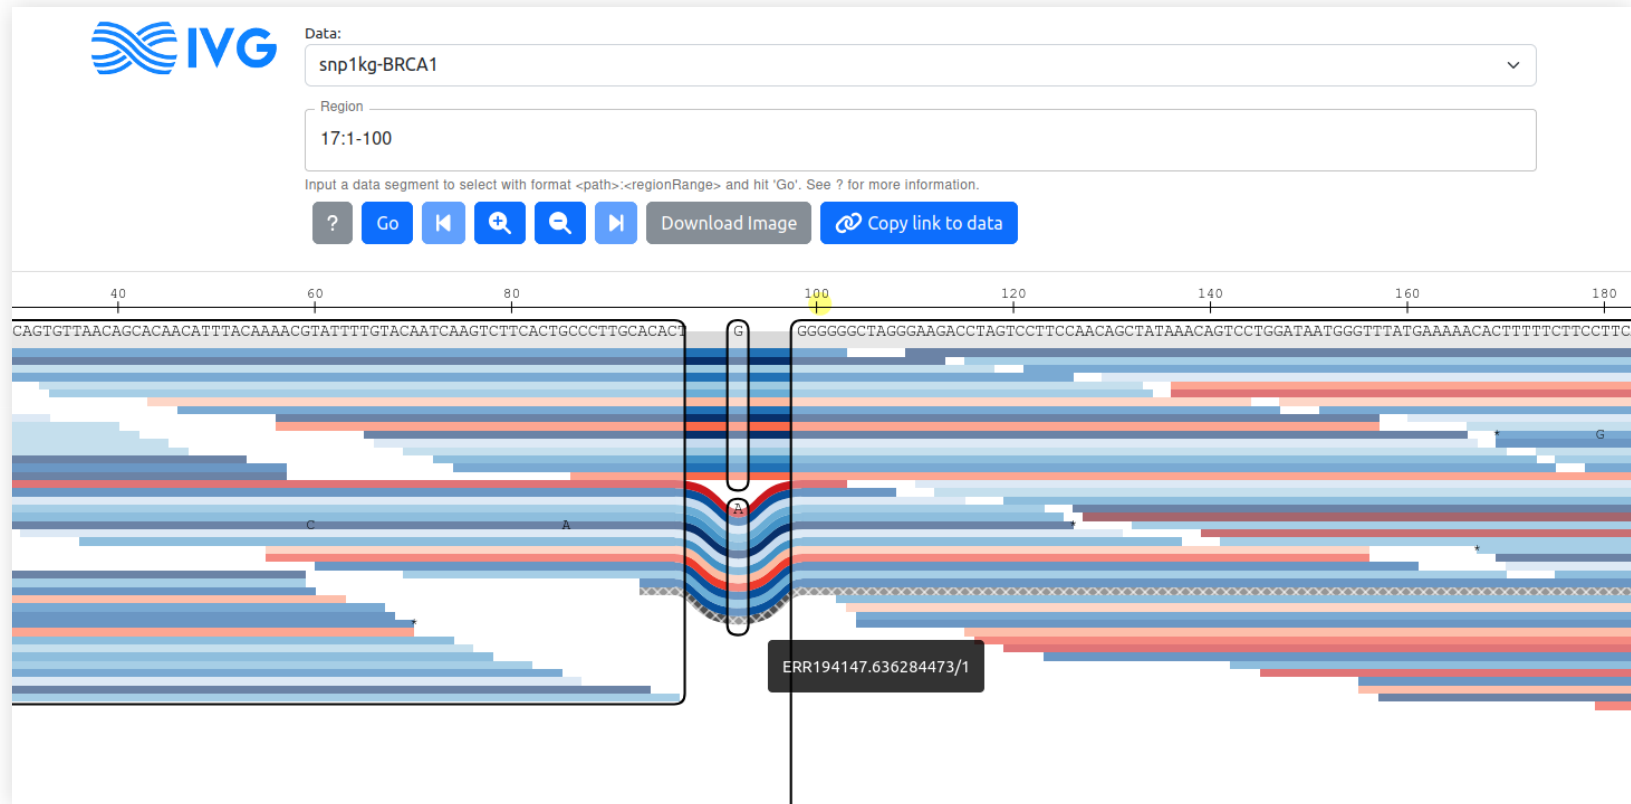 IVG
Data:
snp1kg-BRCA1
Region
17:1-100
Input a data segment to select with format <path>:<regionRange> and hit 'Go'. See ? for more information.
? Go Download Image Copy link to data
40 60 80 100 120 140 160 180
CAGTGTTAACAGCACAACATTTACAAAACGTATTTTGTACAATCAAGTCTTCACTGCCCTTGCACACT G GGGGGGCTAGGGAAGACCTAGTCCTTCCAACAGCTATAAACAGTCCTGGATAATGGGTTTATGAAAAACACTTTTTCTTCCTTC
* G
A
C A *
*
*
ERR194147.636284473/1